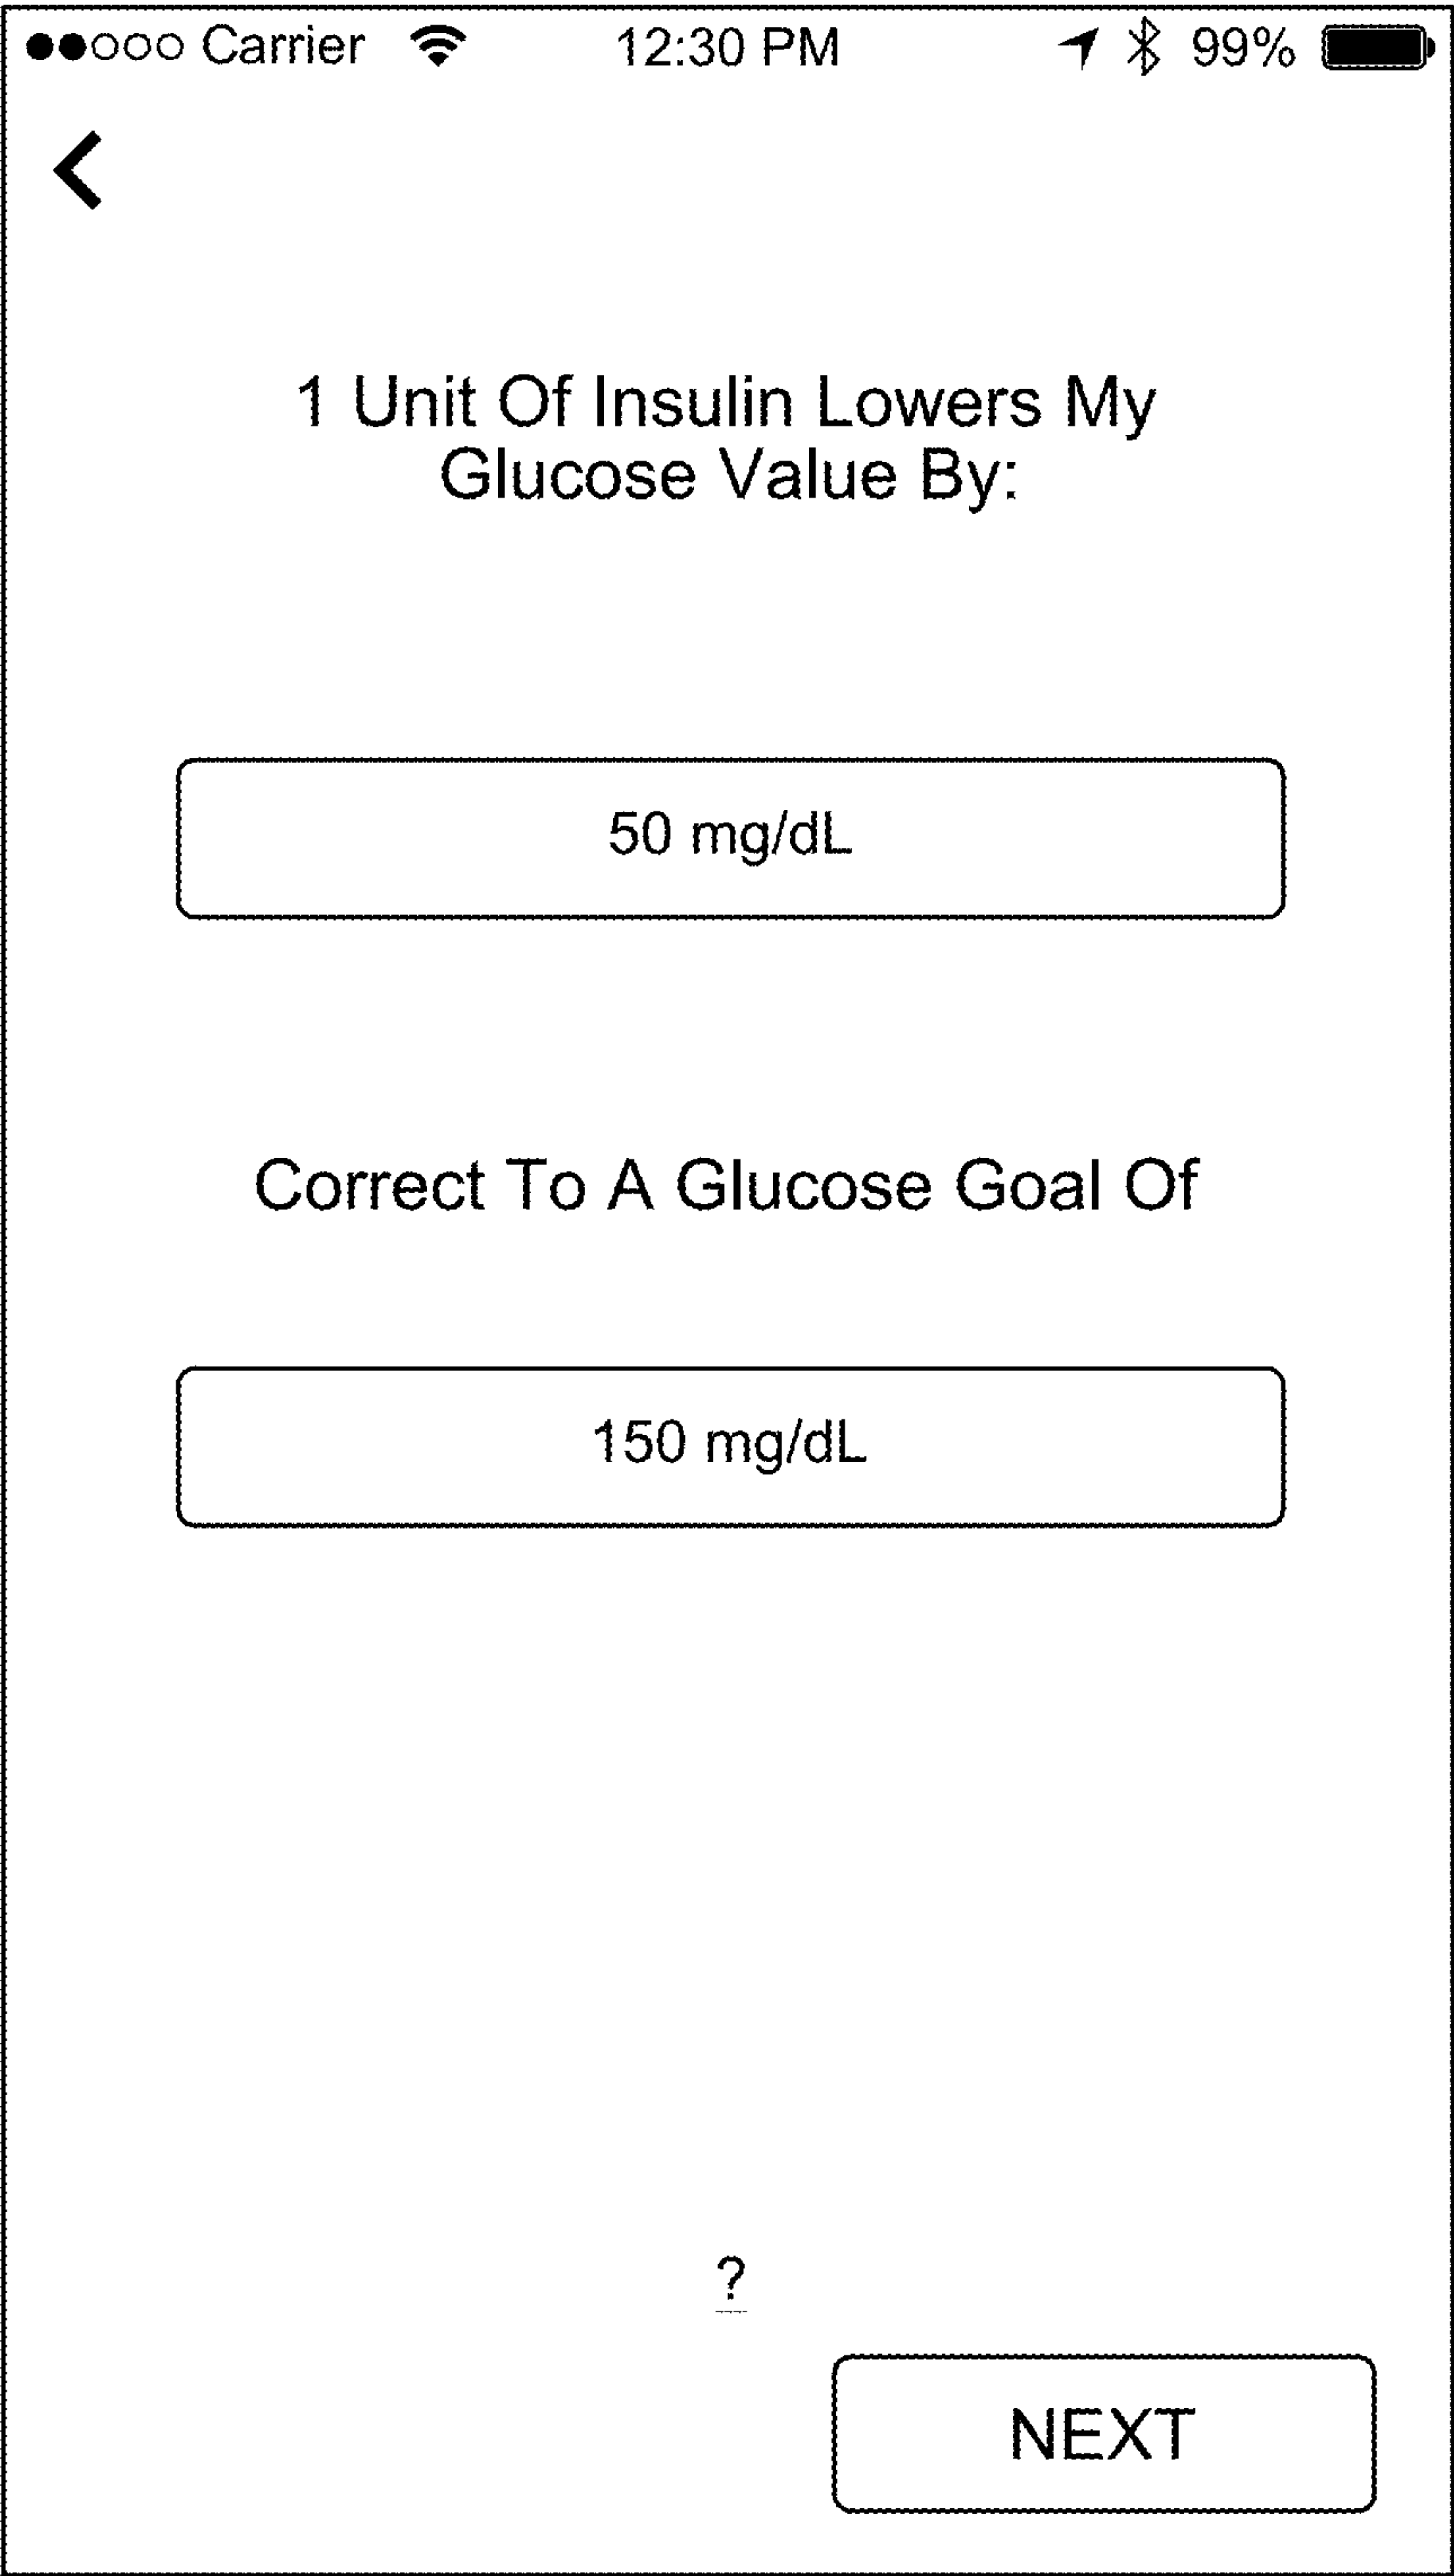 Carrier 12:30 PM 99%
1 Unit Of Insulin Lowers My
Glucose Value By:
50 mg/dL
Correct To A Glucose Goal Of
150 mg/dL
?
NEXT